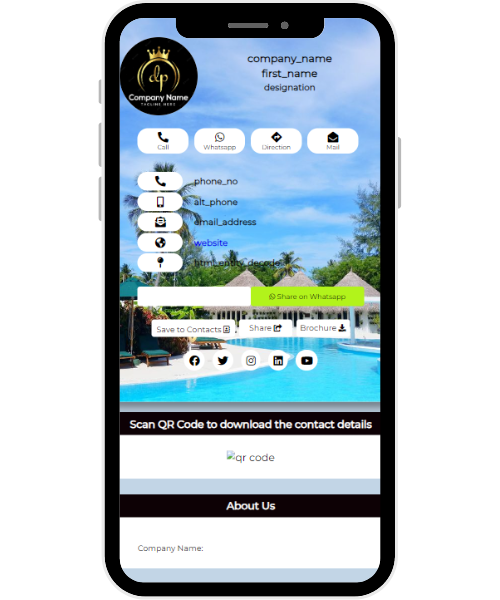 dp
Company Name
TAGLINE HERE
company_name
first_name
designation
Call
Whatsapp
Direction
Mail
phone_no
alt_phone
email_address
website
html_entity_decode
Share on Whatsapp
Save to Contacts
Share
Brochure
Scan QR Code to download the contact details
qr code
About Us
Company Name: